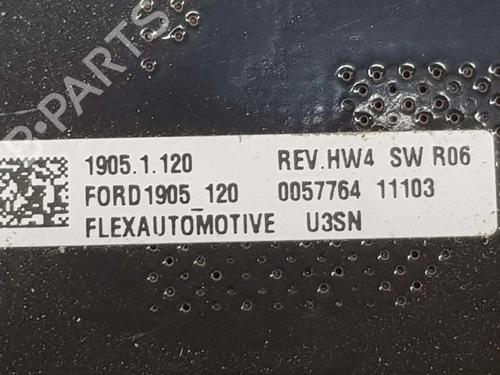 B-PARTS
1905.1.120 REV.HW4 SW R06
FORD1905_120 0057764 11103
FLEXAUTOMOTIVE U3SN